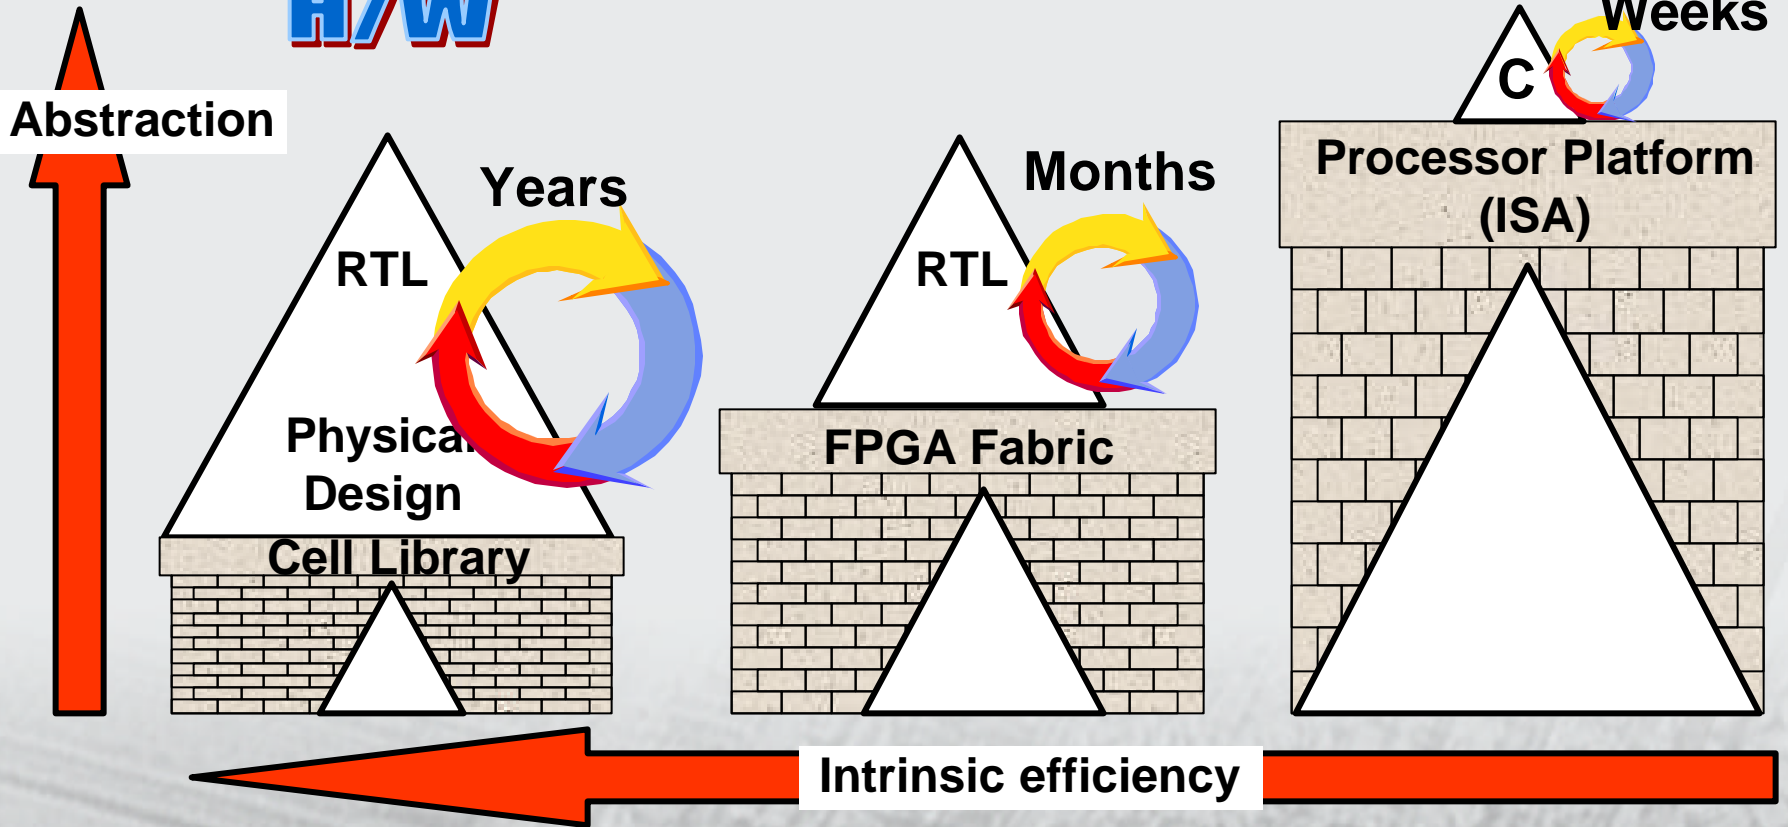 H/W
Weeks
C
Abstraction
Processor Platform
(ISA)
Years
Months
RTL
RTL
Physical
Design
FPGA Fabric
Cell Library
Intrinsic efficiency